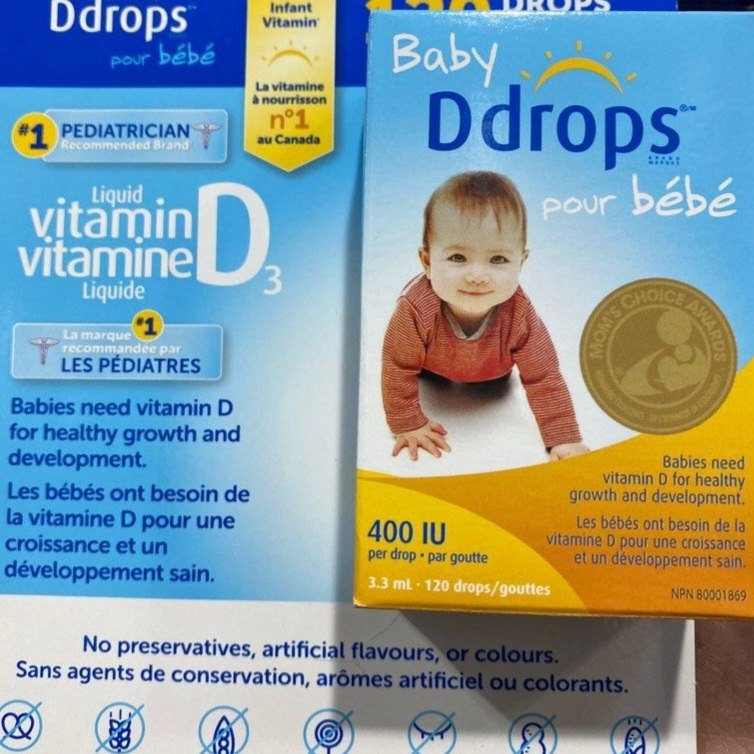 Ddrops
pour bébé
Infant
Vitamin
La vitamine
à nourrisson
n°1
au Canada
#1 PEDIATRICIAN
Recommended Brand
Liquid
vitamin
vitamine D3
Liquide
La marque #1
recommandée par
LES PÉDIATRES
Babies need vitamin D
for healthy growth and
development.
Les bébés ont besoin de
la vitamine D pour une
croissance et un
développement sain.
120 DROPS
Baby
Ddrops
BRAND
MARQUE
pour bébé
MOM'S CHOICE AWARDS
Babies need
vitamin D for healthy
growth and development.
Les bébés ont besoin de la
vitamine D pour une croissance
et un développement sain.
400 IU
per drop • par goutte
3.3 mL · 120 drops/gouttes
NPN 80001869
No preservatives, artificial flavours, or colours.
Sans agents de conservation, arômes artificiel ou colorants.